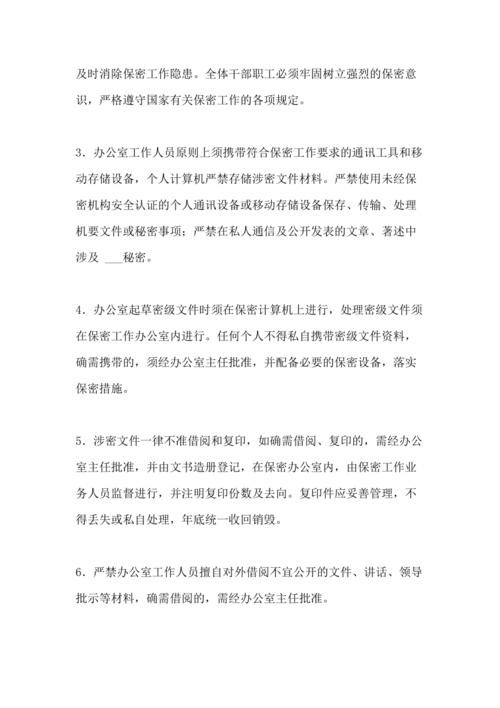 及时消除保密工作隐患。全体干部职工必须牢固树立强烈的保密意
识，严格遵守国家有关保密工作的各项规定。
3．办公室工作人员原则上须携带符合保密工作要求的通讯工具和移
动存储设备，个人计算机严禁存储涉密文件材料。严禁使用未经保
密机构安全认证的个人通讯设备或移动存储设备保存、传输、处理
机要文件或秘密事项；严禁在私人通信及公开发表的文章、著述中
涉及 ___秘密。
4．办公室起草密级文件时须在保密计算机上进行，处理密级文件须
在保密工作办公室内进行。任何个人不得私自携带密级文件资料，
确需携带的，须经办公室主任批准，并配备必要的保密设备，落实
保密措施。
5．涉密文件一律不准借阅和复印，如确需借阅、复印的，需经办公
室主任批准，并由文书造册登记，在保密办公室内，由保密工作业
务人员监督进行，并注明复印份数及去向。复印件应妥善管理，不
得丢失或私自处理，年底统一收回销毁。
6．严禁办公室工作人员擅自对外借阅不宜公开的文件、讲话、领导
批示等材料，确需借阅的，需经办公室主任批准。